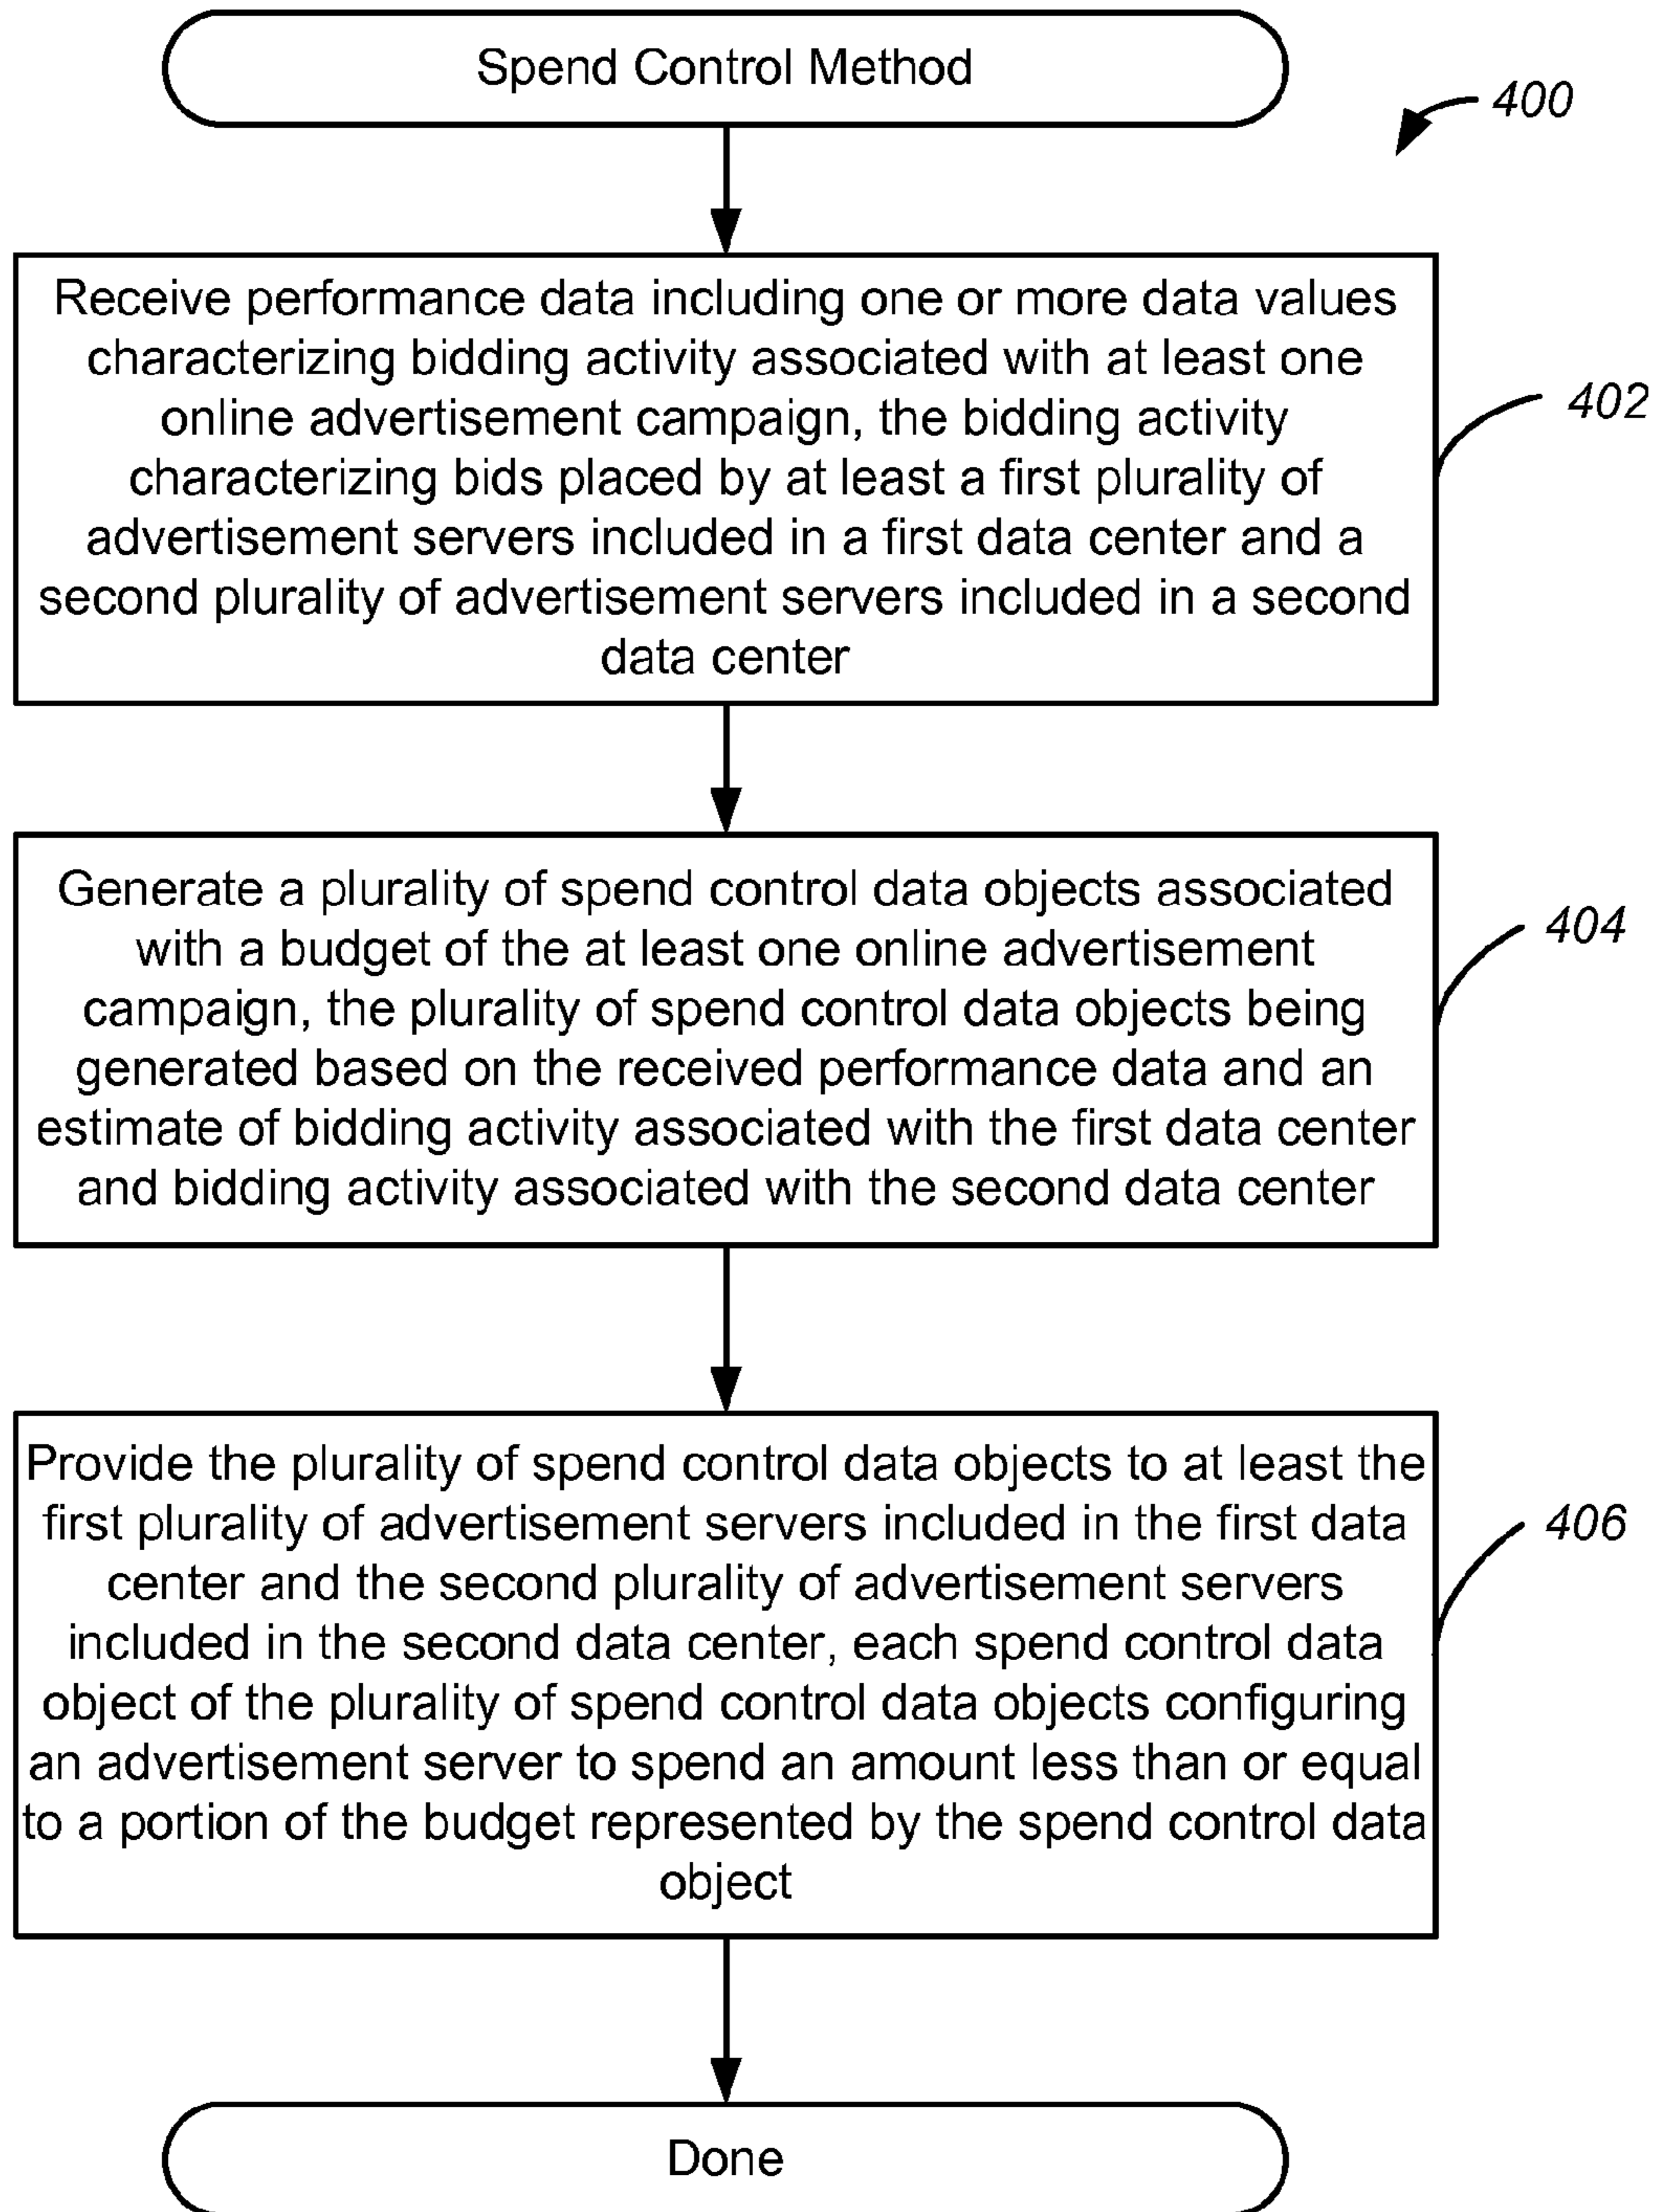 Spend Control Method
400
Receive performance data including one or more data values
characterizing bidding activity associated with at least one
online advertisement campaign, the bidding activity
characterizing bids placed by at least a first plurality of
advertisement servers included in a first data center and a
second plurality of advertisement servers included in a second
data center
402
Generate a plurality of spend control data objects associated
with a budget of the at least one online advertisement
campaign, the plurality of spend control data objects being
generated based on the received performance data and an
estimate of bidding activity associated with the first data center
and bidding activity associated with the second data center
404
Provide the plurality of spend control data objects to at least the
first plurality of advertisement servers included in the first data
center and the second plurality of advertisement servers
included in the second data center, each spend control data
object of the plurality of spend control data objects configuring
an advertisement server to spend an amount less than or equal
to a portion of the budget represented by the spend control data
object
406
Done